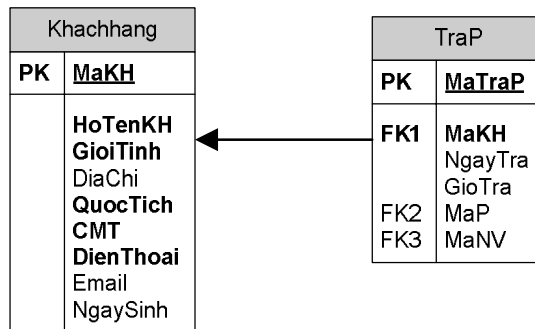 Khachhang
PK MaKH
HoTenKH
GioiTinh
DiaChi
QuocTich
CMT
DienThoai
Email
NgaySinh
TraP
PK MaTraP
FK1 MaKH
NgayTra
GioTra
FK2 MaP
FK3 MaNV